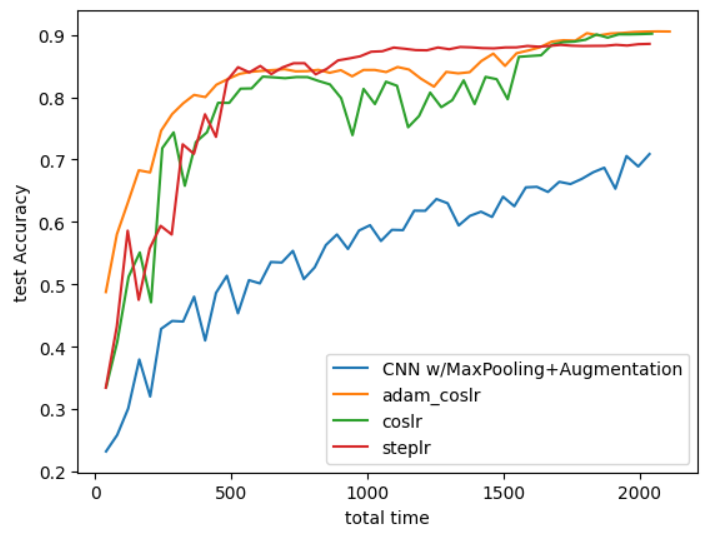 0.9
0.8
0.7
0.6
0.5
0.4
0.3
0.2
test Accuracy
CNN w/MaxPooling+Augmentation
adam_coslr
coslr
steplr
0 500 1000 1500 2000
total time